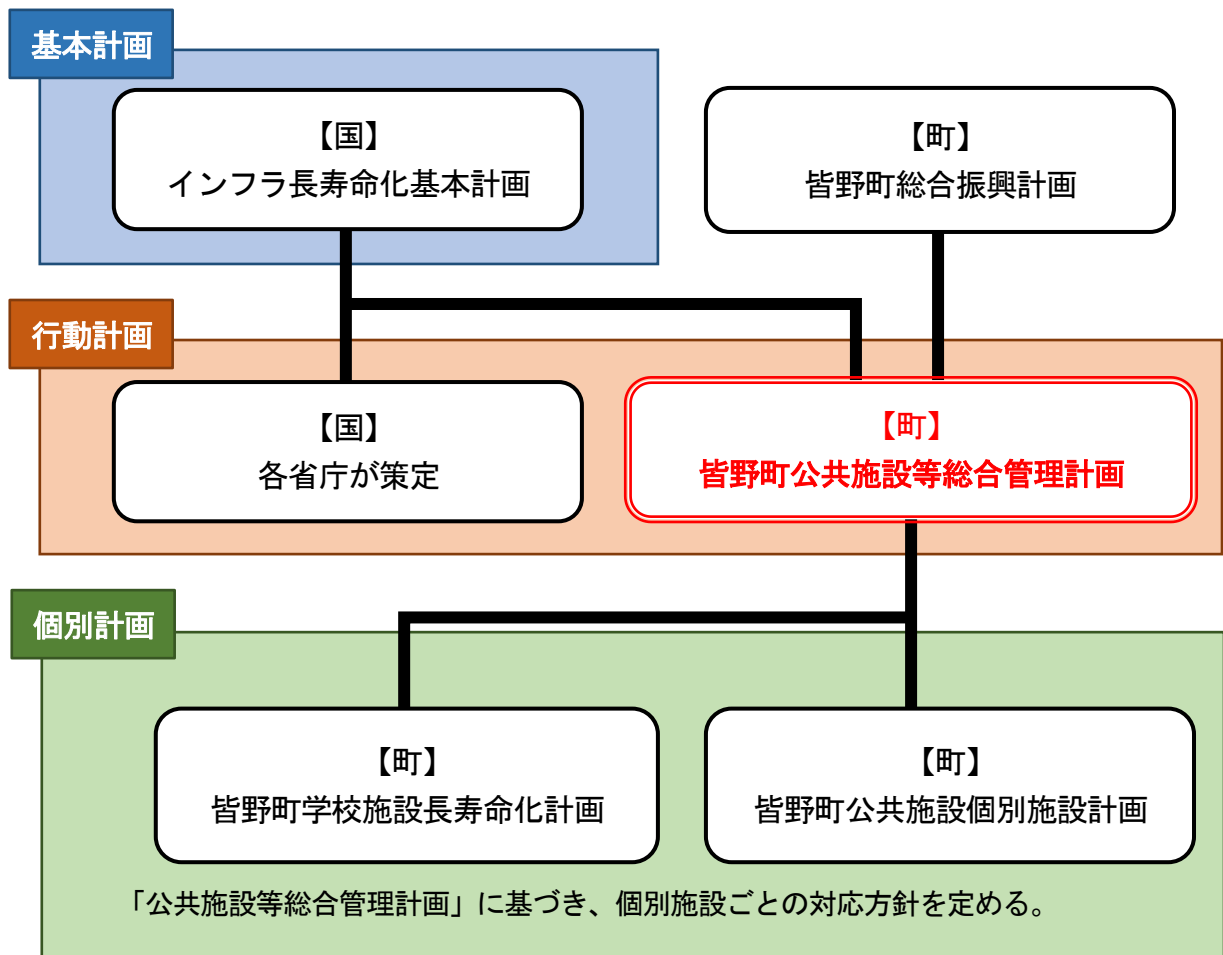 基本計画
【国】
インフラ長寿命化基本計画
【町】
皆野町総合振興計画
行動計画
【国】
各省庁が策定
【町】
皆野町公共施設等総合管理計画
個別計画
【町】
皆野町学校施設長寿命化計画
【町】
皆野町公共施設個別施設計画
「公共施設等総合管理計画」に基づき、個別施設ごとの対応方針を定める。